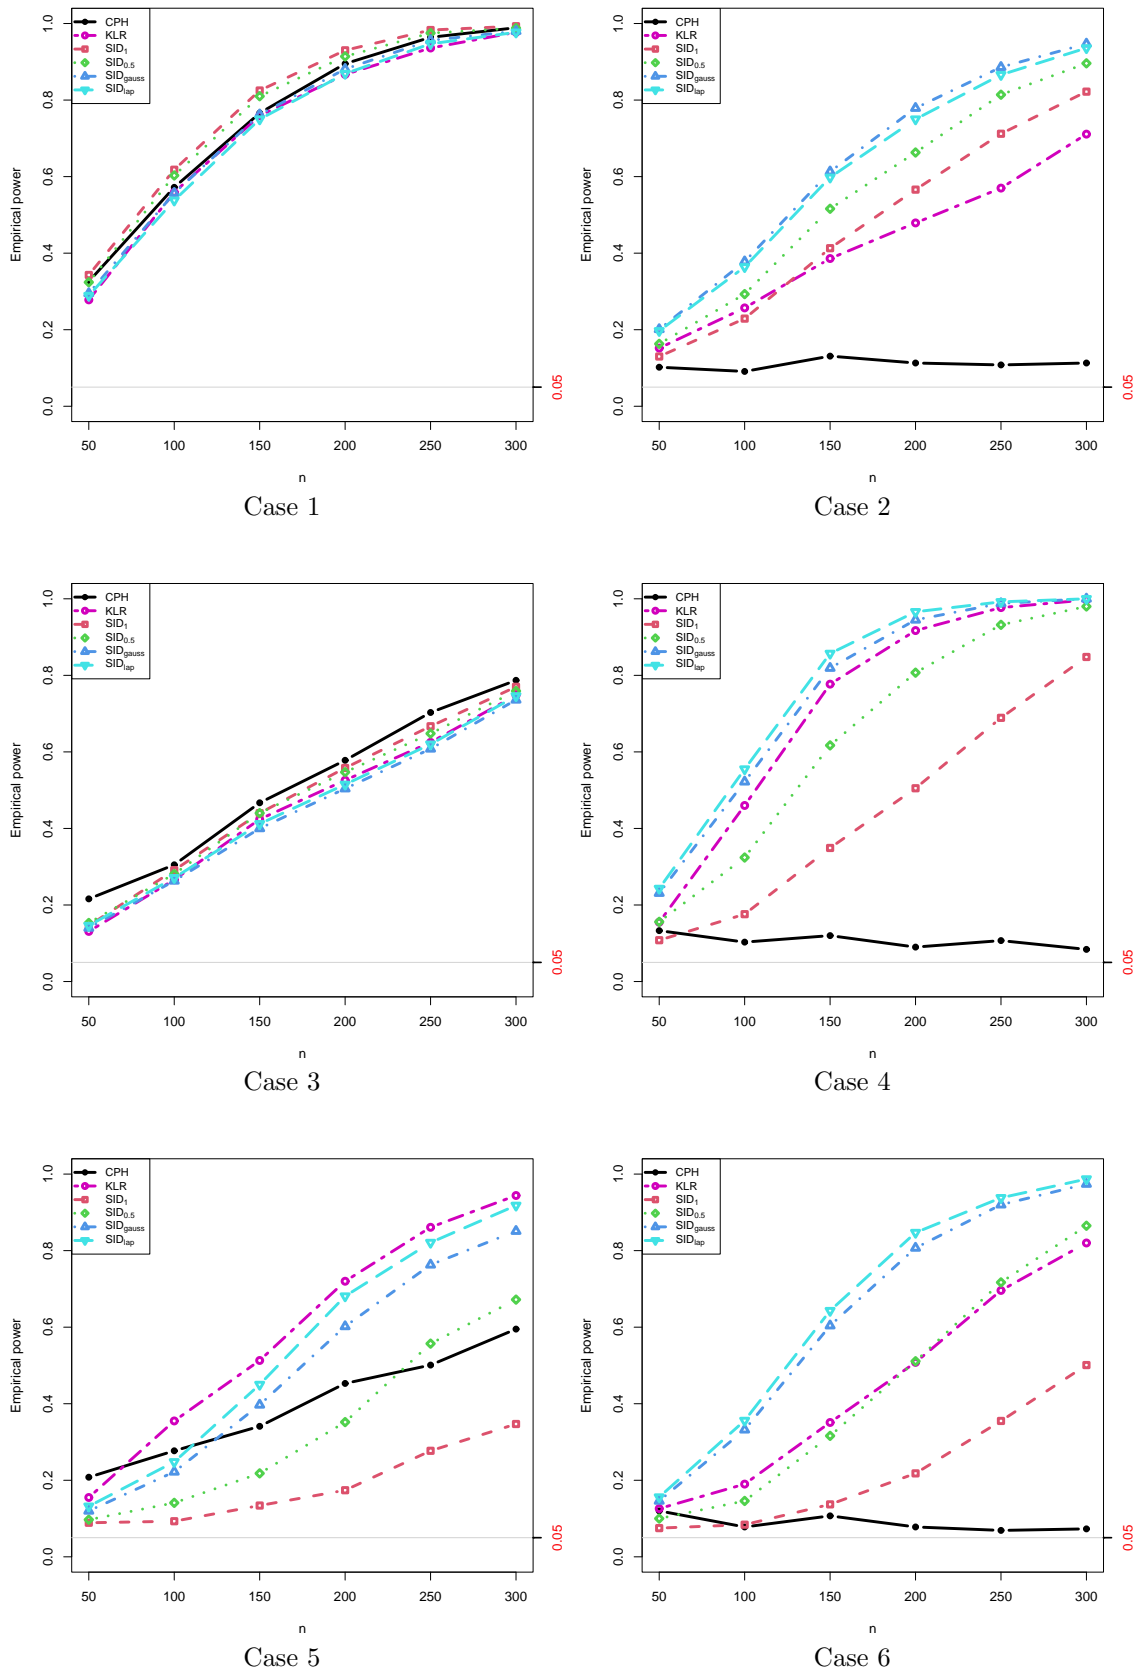 CPH
KLR
SID1
SID0.5
SIDgauss
SIDlap
Empirical power
0.0 0.2 0.4 0.6 0.8 1.0
0.05
50 100 150 200 250 300
n
Case 1
CPH
KLR
SID1
SID0.5
SIDgauss
SIDlap
Empirical power
0.0 0.2 0.4 0.6 0.8 1.0
0.05
50 100 150 200 250 300
n
Case 2
CPH
KLR
SID1
SID0.5
SIDgauss
SIDlap
Empirical power
0.0 0.2 0.4 0.6 0.8 1.0
0.05
50 100 150 200 250 300
n
Case 3
CPH
KLR
SID1
SID0.5
SIDgauss
SIDlap
Empirical power
0.0 0.2 0.4 0.6 0.8 1.0
0.05
50 100 150 200 250 300
n
Case 4
CPH
KLR
SID1
SID0.5
SIDgauss
SIDlap
Empirical power
0.0 0.2 0.4 0.6 0.8 1.0
0.05
50 100 150 200 250 300
n
Case 5
CPH
KLR
SID1
SID0.5
SIDgauss
SIDlap
Empirical power
0.0 0.2 0.4 0.6 0.8 1.0
0.05
50 100 150 200 250 300
n
Case 6